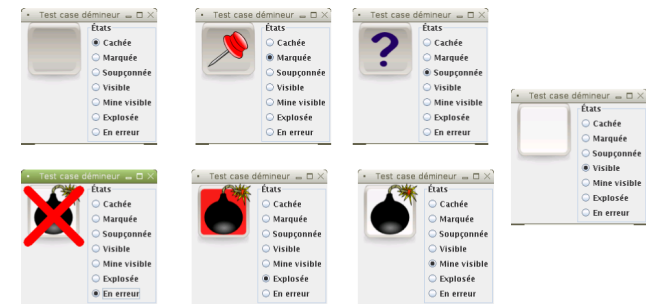 Test case démineur
États
Cachée
Marquée
Soupçonnée
Visible
Mine visible
Explosée
En erreur
Test case démineur
États
Cachée
Marquée
Soupçonnée
Visible
Mine visible
Explosée
En erreur
Test case démineur
États
Cachée
Marquée
Soupçonnée
Visible
Mine visible
Explosée
En erreur
?
Test case démineur
États
Cachée
Marquée
Soupçonnée
Visible
Mine visible
Explosée
En erreur
Test case démineur
États
Cachée
Marquée
Soupçonnée
Visible
Mine visible
Explosée
En erreur
Test case démineur
États
Cachée
Marquée
Soupçonnée
Visible
Mine visible
Explosée
En erreur
Test case démineur
États
Cachée
Marquée
Soupçonnée
Visible
Mine visible
Explosée
En erreur